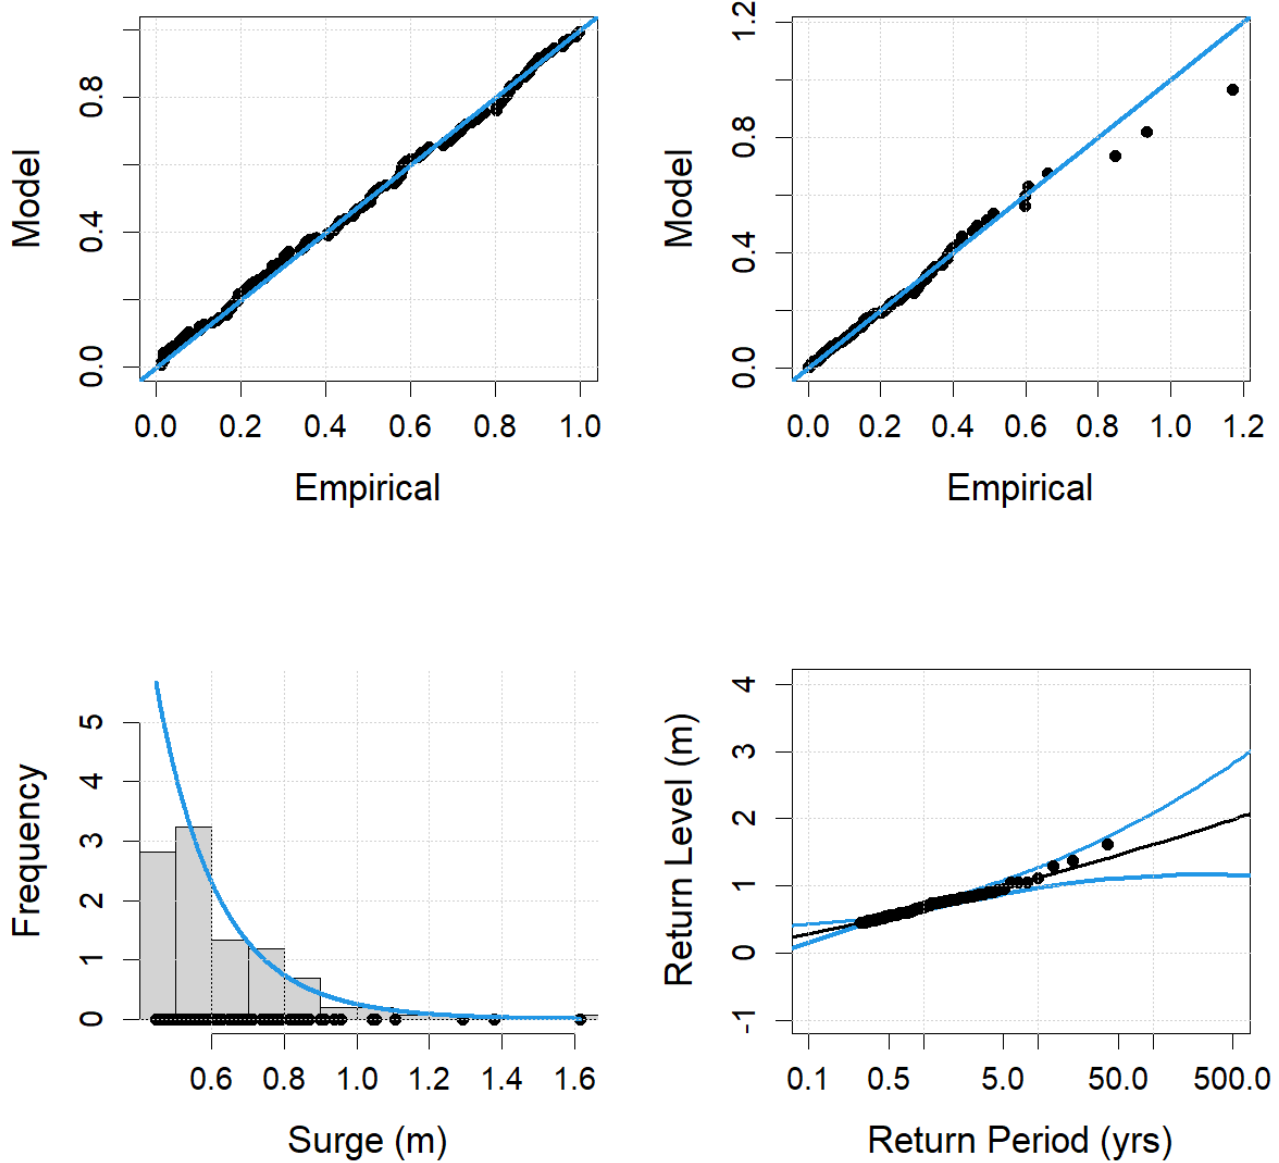 Model
0.0 0.4 0.8
0.0 0.2 0.4 0.6 0.8 1.0
Empirical
Model
0.0 0.4 0.8 1.2
0.0 0.2 0.4 0.6 0.8 1.0 1.2
Empirical
Frequency
0 1 2 3 4 5
0.6 0.8 1.0 1.2 1.4 1.6
Surge (m)
Return Level (m)
-1 0 1 2 3 4
0.1 0.5 5.0 50.0 500.0
Return Period (yrs)